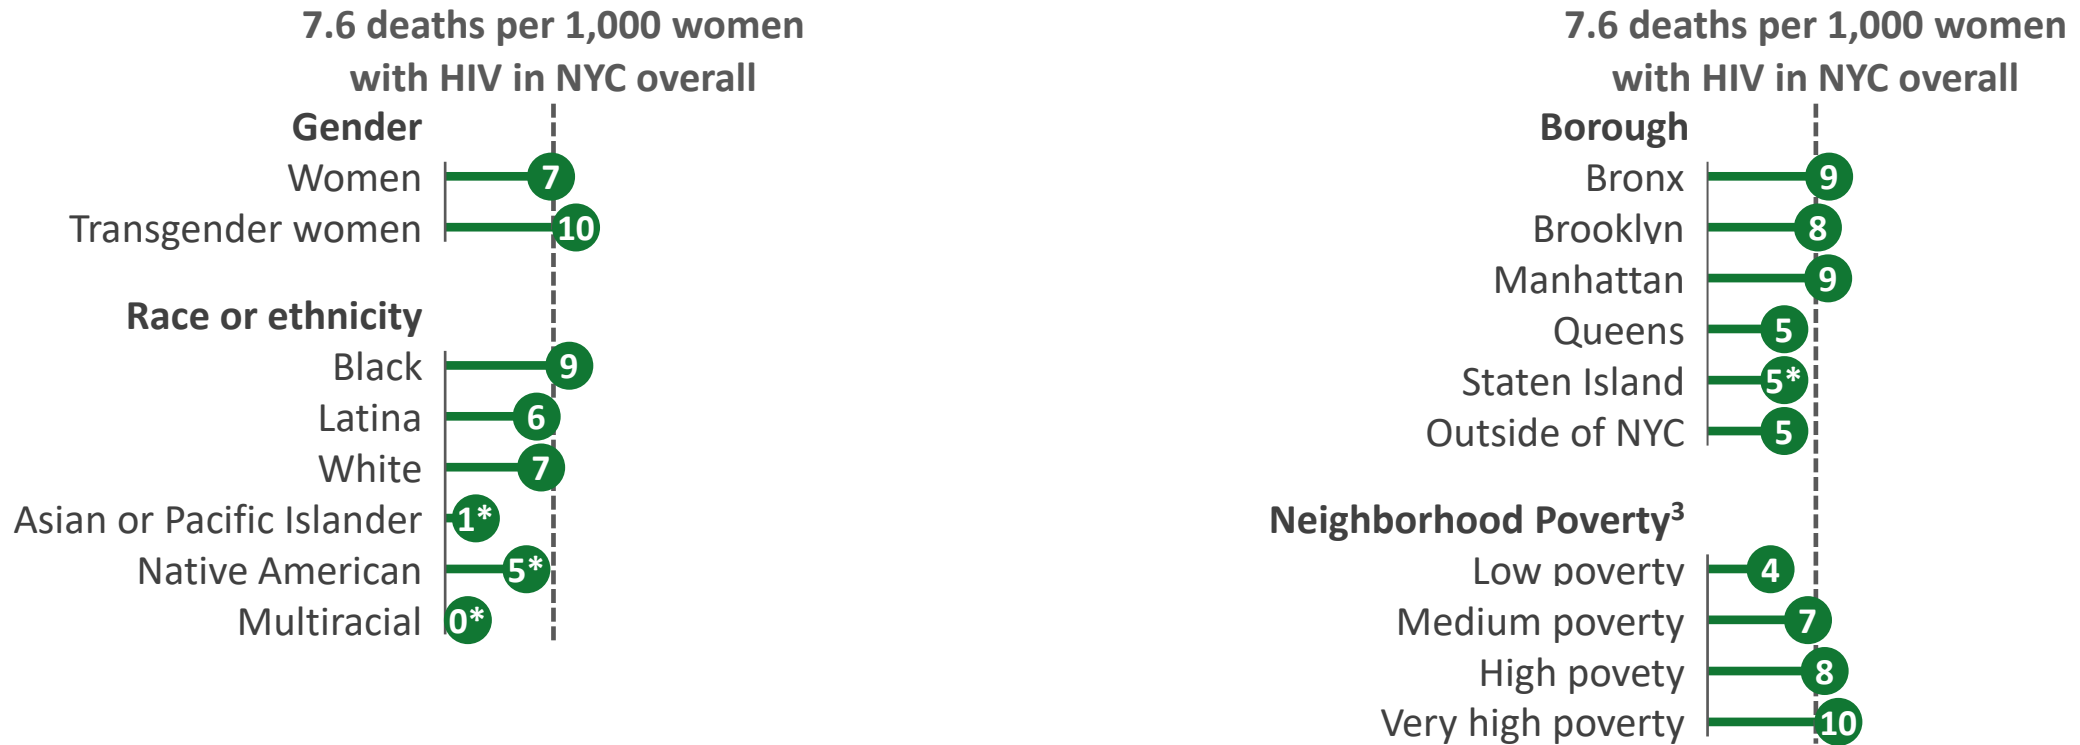 7.6 deaths per 1,000 women
with HIV in NYC overall
Gender
Women 7
Transgender women 10
Race or ethnicity
Black 9
Latina 6
White 7
Asian or Pacific Islander 1*
Native American 5*
Multiracial 0*
7.6 deaths per 1,000 women
with HIV in NYC overall
Borough
Bronx 9
Brooklyn 8
Manhattan 9
Queens 5
Staten Island 5*
Outside of NYC 5
Neighborhood Poverty³
Low poverty 4
Medium poverty 7
High povety 8
Very high poverty 10